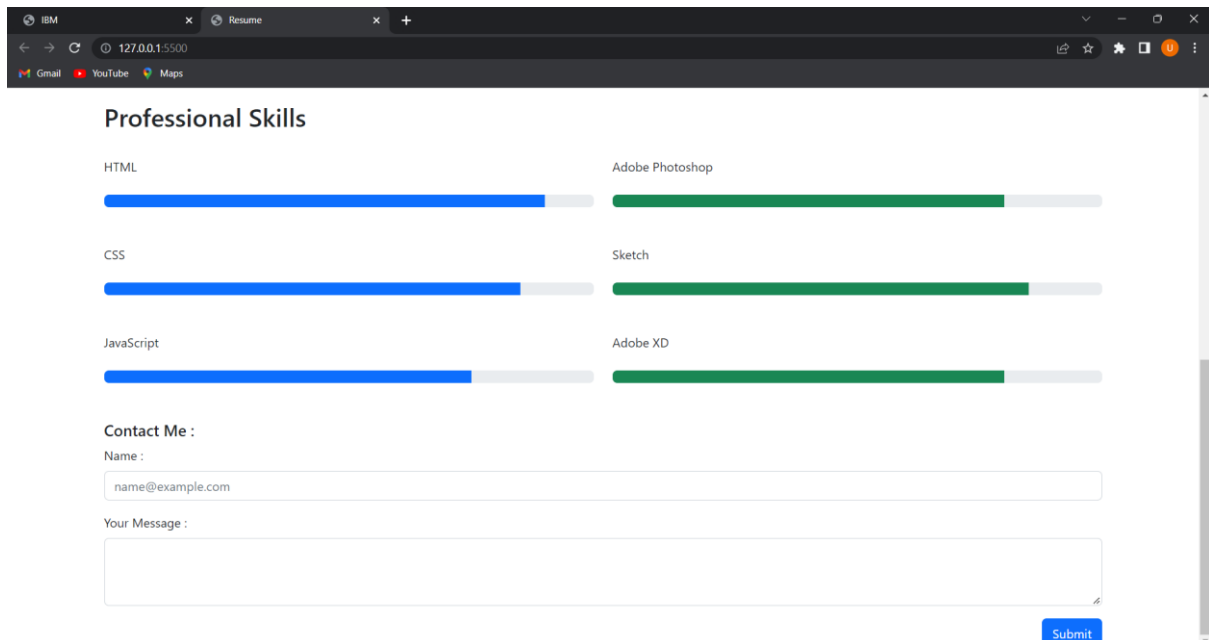 IBM Resume
127.0.0.1:5500 U
Gmail YouTube Maps
Professional Skills
HTML Adobe Photoshop
CSS Sketch
JavaScript Adobe XD
Contact Me :
Name :
name@example.com
Your Message :
Submit